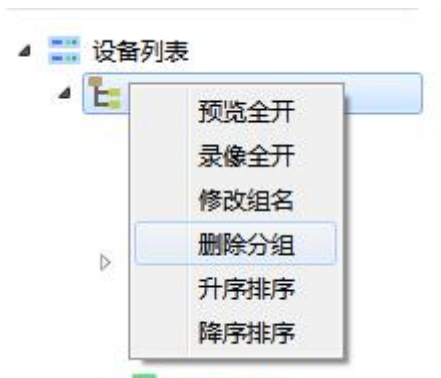 设备列表
预览全开
录像全开
修改组名
删除分组
升序排序
降序排序